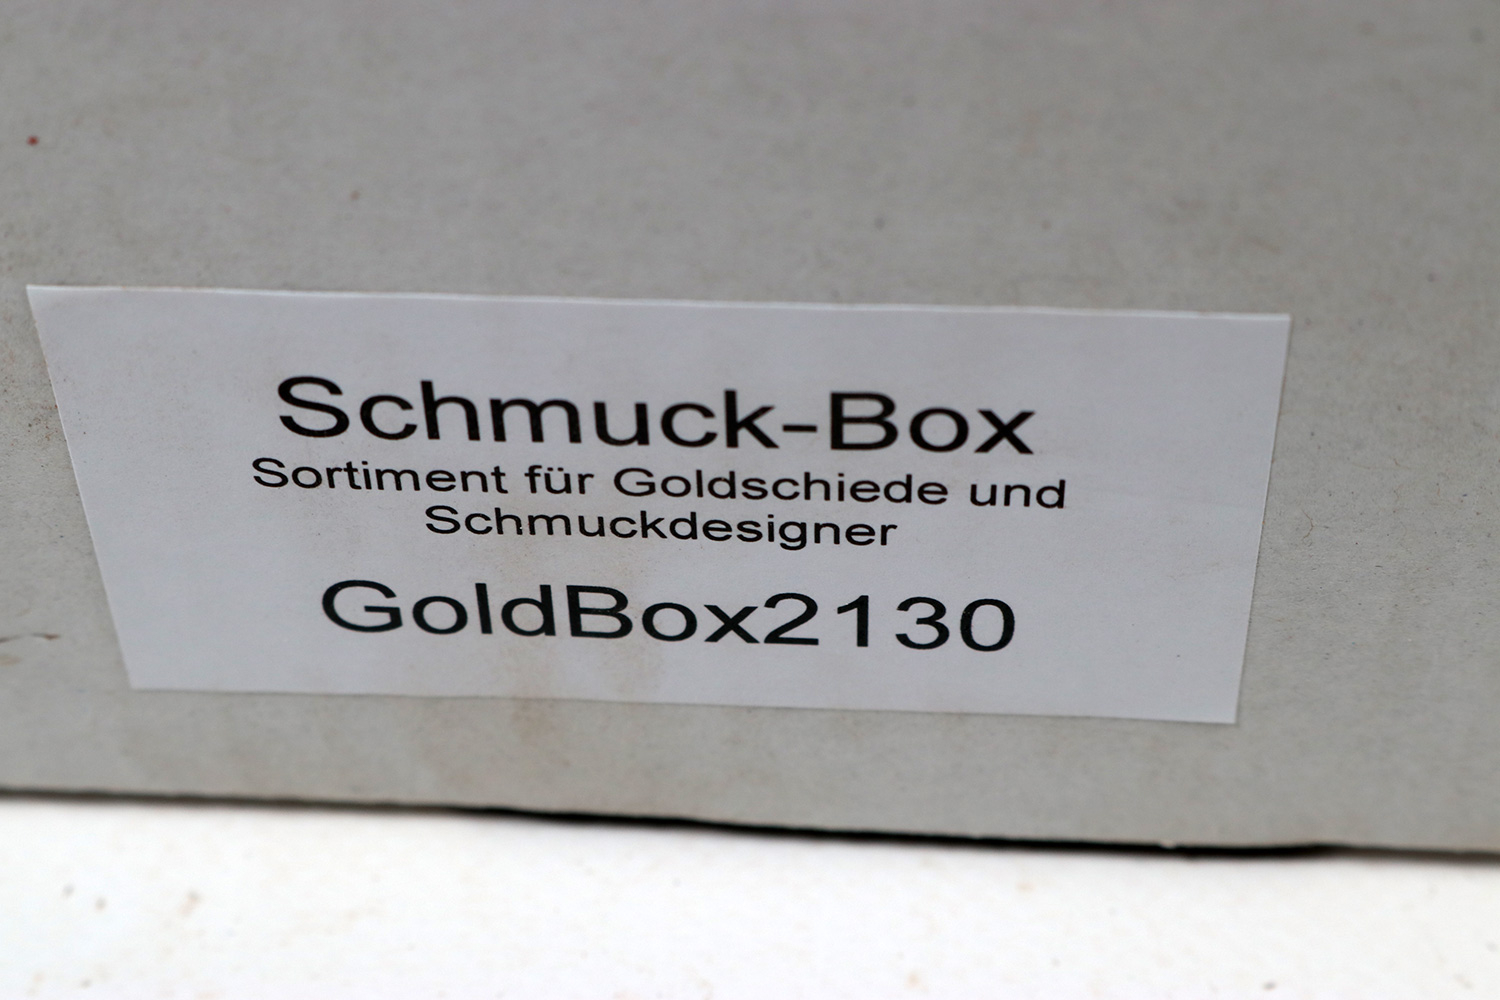 Schmuck-Box
Sortiment für Goldschiede und
Schmuckdesigner
GoldBox2130